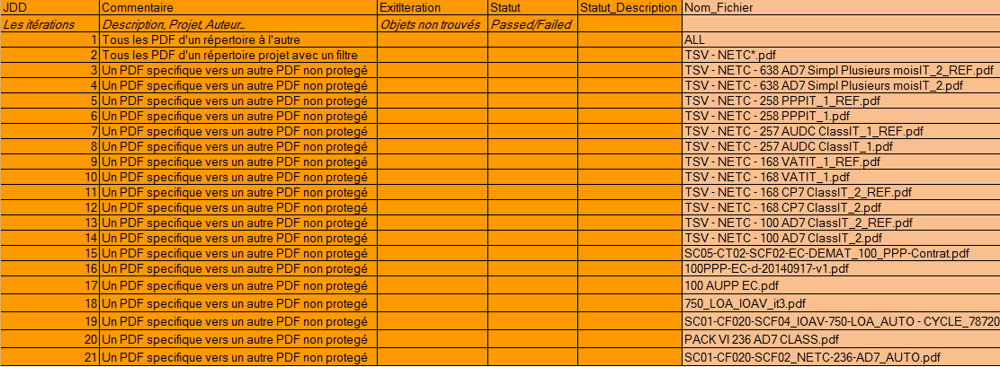 JDD Commentaire ExitIteration Statut Statut_Description Nom_Fichier
Les itérations Description, Projet, Auteur... Objets non trouvés Passed/Failed
1 Tous les PDF d'un répertoire à l'autre ALL
2 Tous les PDF d'un répertoire projet avec un filtre TSV - NETC*.pdf
3 Un PDF specifique vers un autre PDF non protegé TSV - NETC - 638 AD7 Simpl Plusieurs moisIT_2_REF.pdf
4 Un PDF specifique vers un autre PDF non protegé TSV - NETC - 638 AD7 Simpl Plusieurs moisIT_2.pdf
5 Un PDF specifique vers un autre PDF non protegé TSV - NETC - 258 PPPIT_1_REF.pdf
6 Un PDF specifique vers un autre PDF non protegé TSV - NETC - 258 PPPIT_1.pdf
7 Un PDF specifique vers un autre PDF non protegé TSV - NETC - 257 AUDC ClassIT_1_REF.pdf
8 Un PDF specifique vers un autre PDF non protegé TSV - NETC - 257 AUDC ClassIT_1.pdf
9 Un PDF specifique vers un autre PDF non protegé TSV - NETC - 168 VATIT_1_REF.pdf
10 Un PDF specifique vers un autre PDF non protegé TSV - NETC - 168 VATIT_1.pdf
11 Un PDF specifique vers un autre PDF non protegé TSV - NETC - 168 CP7 ClassIT_2_REF.pdf
12 Un PDF specifique vers un autre PDF non protegé TSV - NETC - 168 CP7 ClassIT_2.pdf
13 Un PDF specifique vers un autre PDF non protegé TSV - NETC - 100 AD7 ClassIT_2_REF.pdf
14 Un PDF specifique vers un autre PDF non protegé TSV - NETC - 100 AD7 ClassIT_2.pdf
15 Un PDF specifique vers un autre PDF non protegé SC05-CT02-SCF02-EC-DEMAT_100_PPP-Contrat.pdf
16 Un PDF specifique vers un autre PDF non protegé 100PPP-EC-d-20140917-v1.pdf
17 Un PDF specifique vers un autre PDF non protegé 100 AUPP EC.pdf
18 Un PDF specifique vers un autre PDF non protegé 750_LOA_IOAV_it3.pdf
19 Un PDF specifique vers un autre PDF non protegé SC01-CF020-SCF04_IOAV-750-LOA_AUTO - CYCLE_78720
20 Un PDF specifique vers un autre PDF non protegé PACK VI 236 AD7 CLASS.pdf
21 Un PDF specifique vers un autre PDF non protegé SC01-CF020-SCF02_NETC-236-AD7_AUTO.pdf